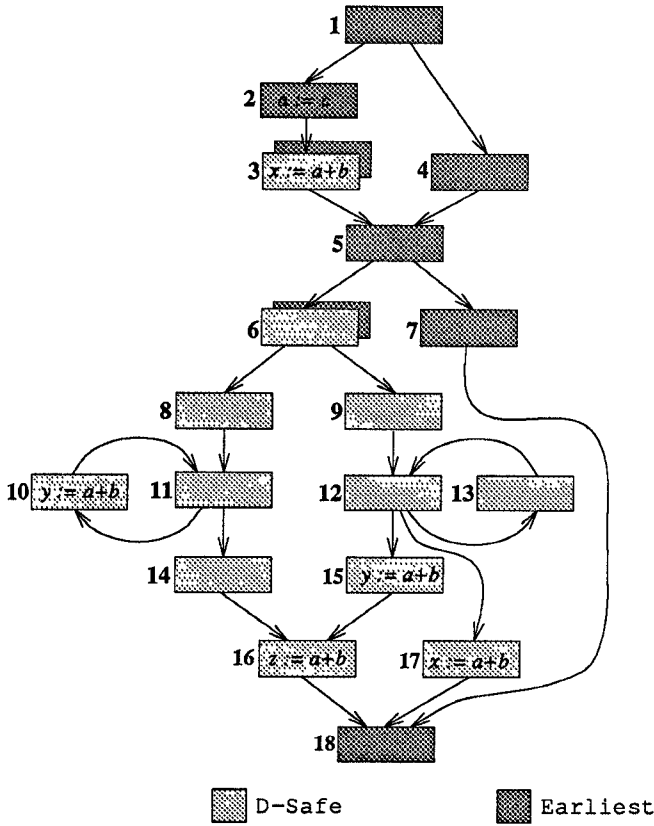 1
2 a := c
3 x := a+b
4
5
6
7
8
9
10 y := a+b
11
12
13
14
15 y := a+b
16 z := a+b
17 x := a+b
18
D-Safe
Earliest